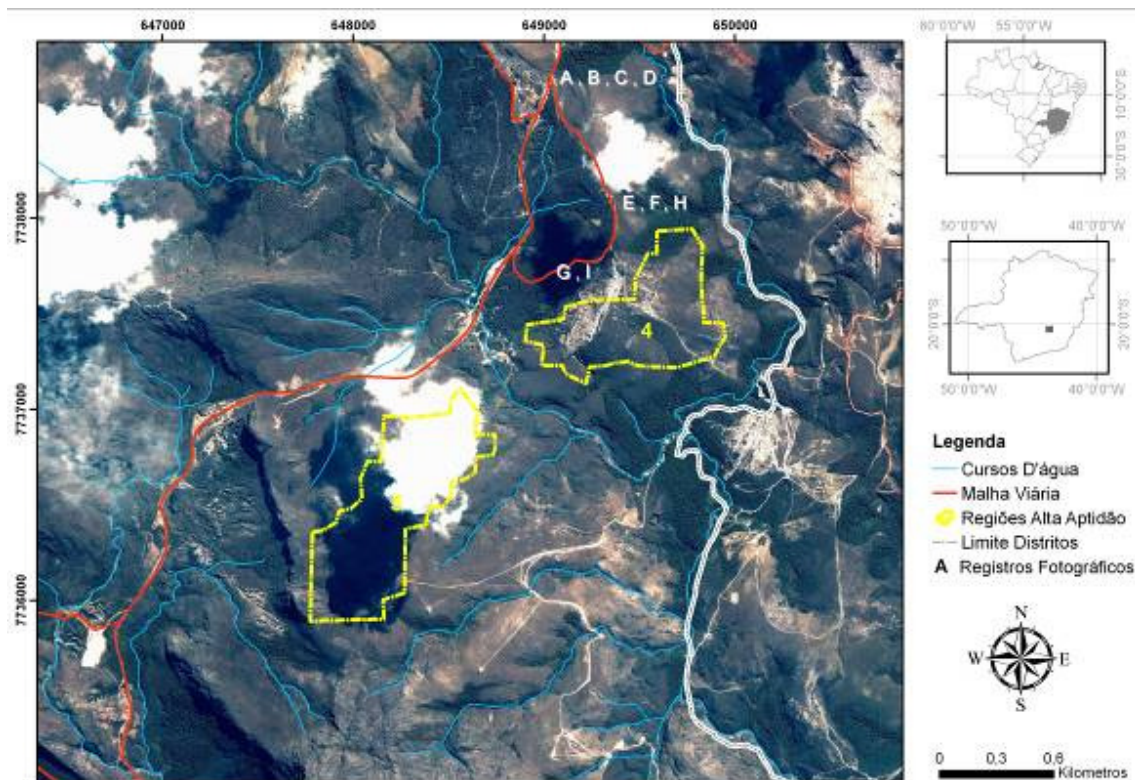 647000 648000 649000 650000
80°0'0"W 55°0'0"W
10°0'0"S
30°0'0"S
A, B, C, D
7738000
E, F, H
G, I
4
50°0'0"W 40°0'0"W
20°0'0"S 20°0'0"S
50°0'0"W 40°0'0"W
7737000
7736000
Legenda
Cursos D'água
Malha Viária
Regiões Alta Aptidão
Limite Distritos
A Registros Fotográficos
N
W E
S
0 0,3 0,6
Kilometros